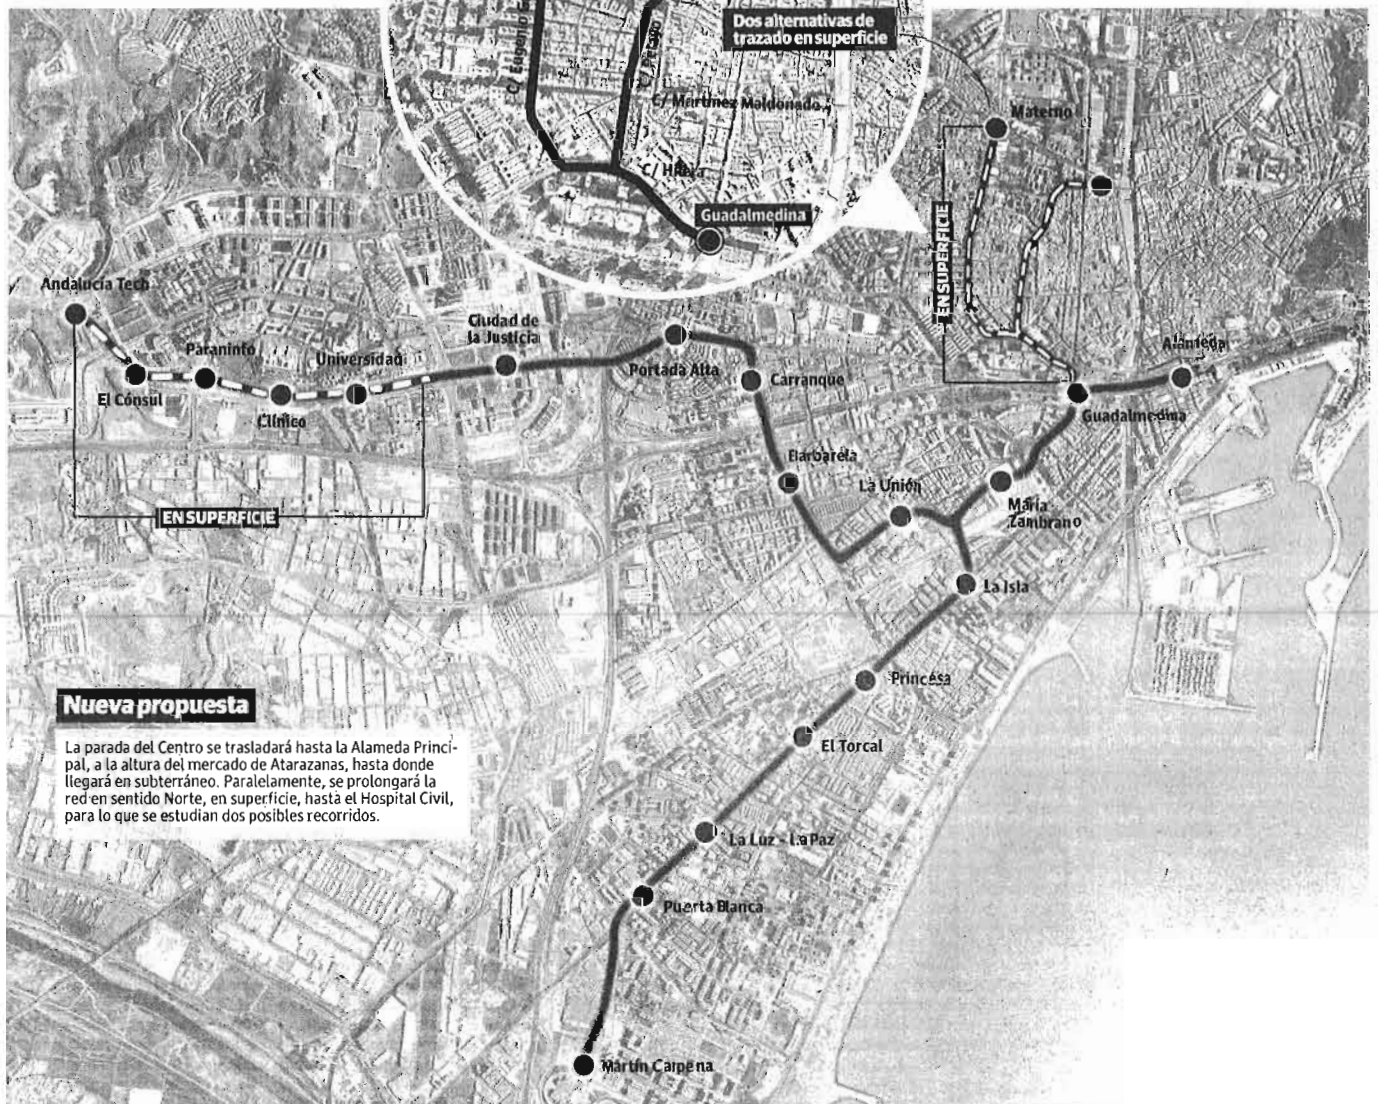 Dos alternativas de
trazado en superficie
C/ Eugenio
C/ Martínez Maldonado
C/ Hilera
Guadalmedina
Materno
EN SUPERFICIE
Andalucía Tech
El Cónsul
Paraninfo
Clínico
Universidad
Ciudad de
la Justicia
Portada Alta
Carranque
Barbarela
La Unión
María
Zambrano
Guadalmedina
Alameda
EN SUPERFICIE
La Isla
Princesa
El Torcal
La Luz - La Paz
Puerta Blanca
Martín Carpena
Nueva propuesta
La parada del Centro se trasladará hasta la Alameda Princi-
pal, a la altura del mercado de Atarazanas, hasta donde
llegará en subterráneo. Paralelamente, se prolongará la
red en sentido Norte, en superficie, hasta el Hospital Civil,
para lo que se estudian dos posibles recorridos.